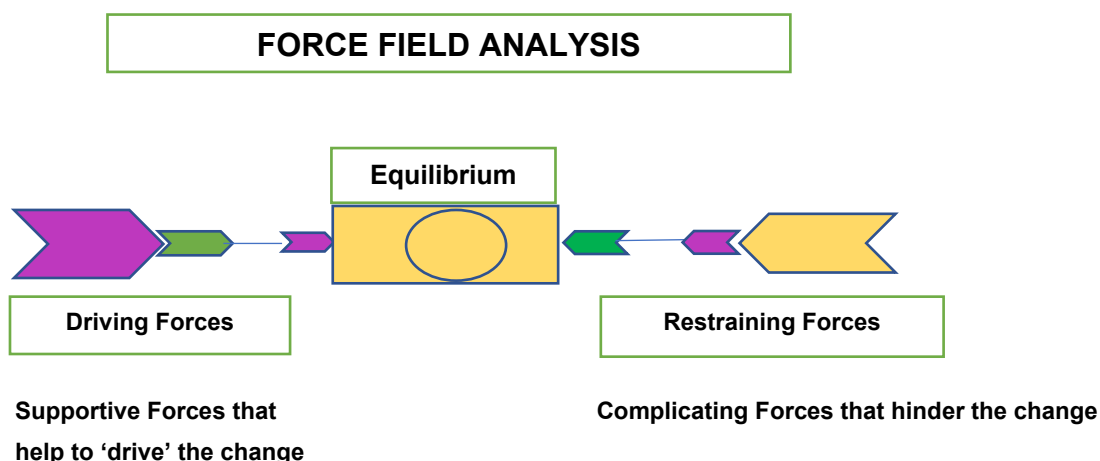 FORCE FIELD ANALYSIS
Equilibrium
Driving Forces
Restraining Forces
Supportive Forces that
help to ‘drive’ the change
Complicating Forces that hinder the change